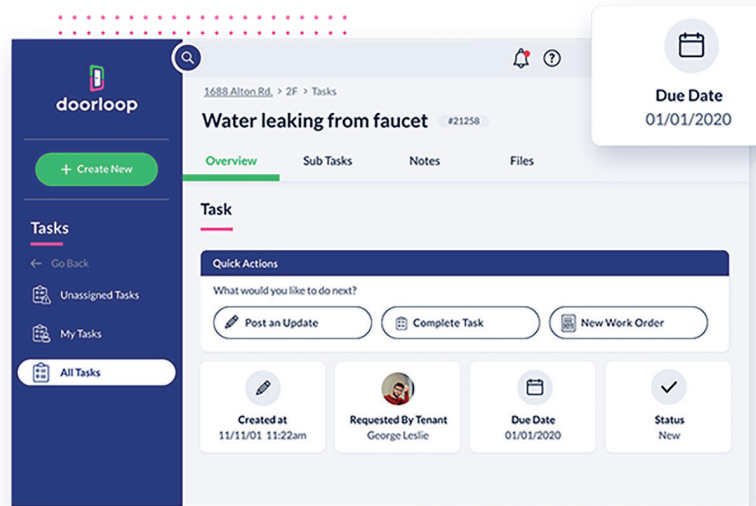 doorloop
+ Create New
Tasks
← Go Back
Unassigned Tasks
My Tasks
All Tasks
1688 Alton Rd. > 2F > Tasks
Water leaking from faucet #21258
Overview Sub Tasks Notes Files
Task
Quick Actions
What would you like to do next?
Post an Update Complete Task New Work Order
Created at
11/11/01 11:22am
Requested By Tenant
George Leslie
Due Date
01/01/2020
Status
New
Due Date
01/01/2020